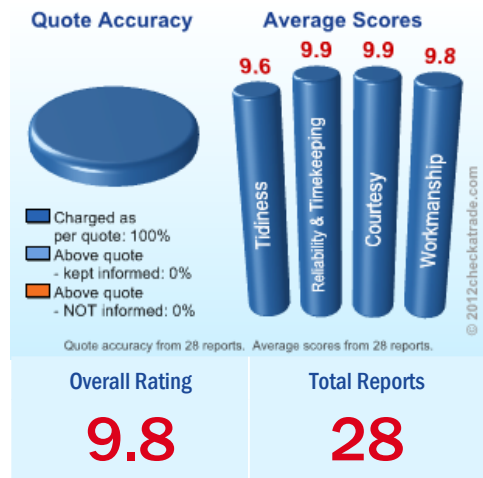 Quote Accuracy
Average Scores
9.6
9.9
9.9
9.8
Tidiness
Reliability & Timekeeping
Courtesy
Workmanship
Charged as
per quote: 100%
Above quote
- kept informed: 0%
Above quote
- NOT informed: 0%
© 2012checkatrade.com
Quote accuracy from 28 reports. Average scores from 28 reports.
Overall Rating
Total Reports
9.8
28